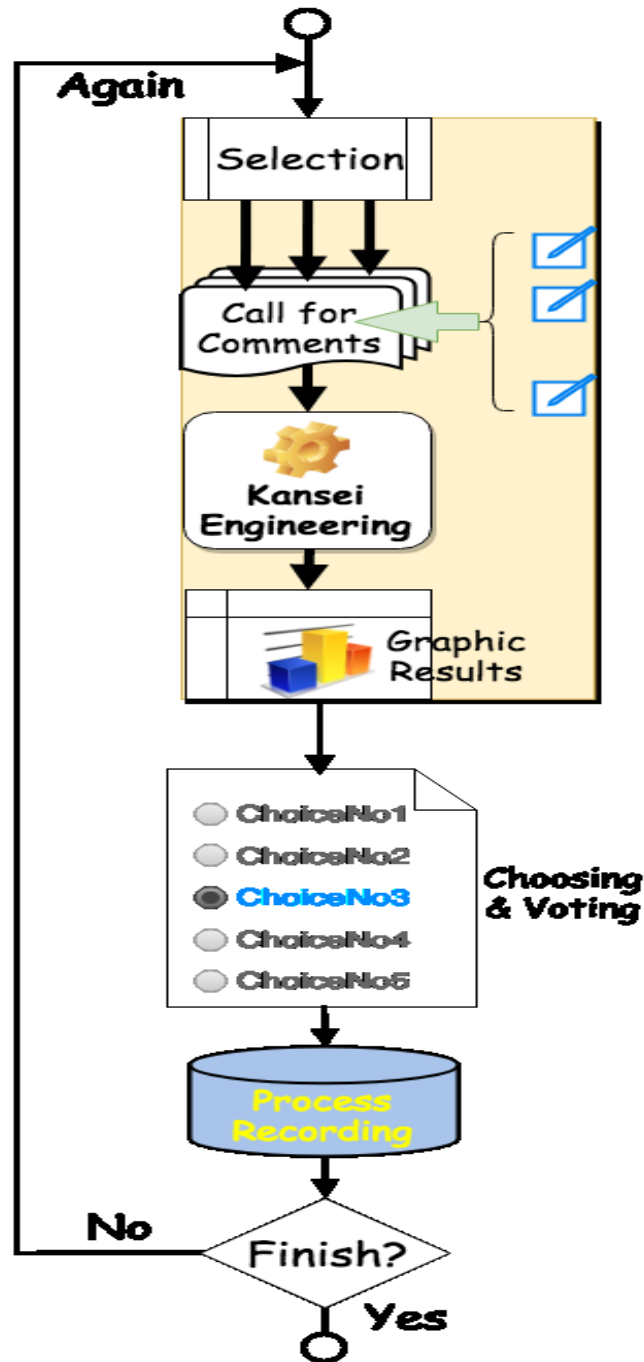 Again
Selection
Call for
Comments
Kansei
Engineering
Graphic
Results
ChoiceNo1
ChoiceNo2
ChoiceNo3
ChoiceNo4
ChoiceNo5
Choosing
& Voting
Process
Recording
No
Finish?
Yes